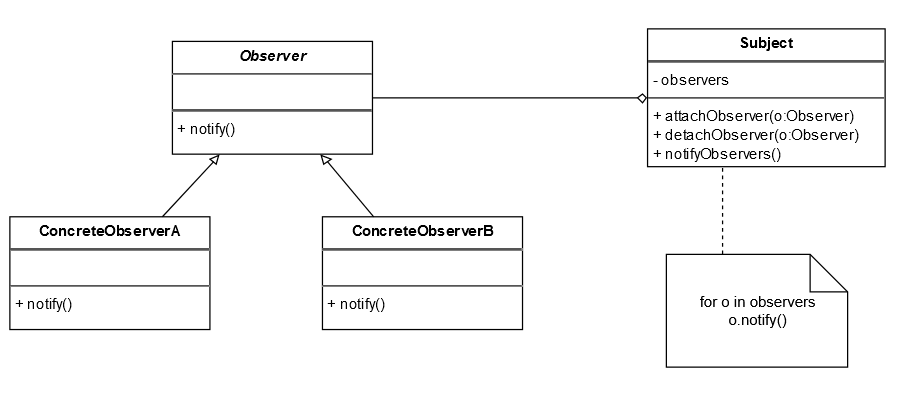 Observer
+ notify()
Subject
- observers
+ attachObserver(o:Observer)
+ detachObserver(o:Observer)
+ notifyObservers()
ConcreteObserverA
+ notify()
ConcreteObserverB
+ notify()
for o in observers
o.notify()